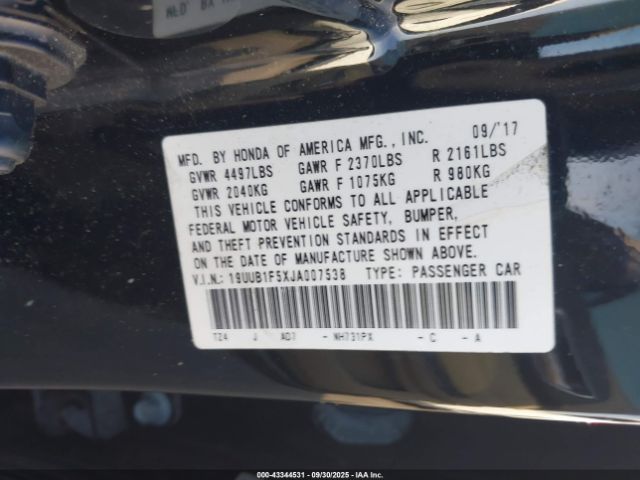 MFD. BY HONDA OF AMERICA MFG.,INC. 09/'17
GVWR 4497LBS GAWR F 2370LBS R 2161LBS
GVWR 2040KG GAWR F 1075KG R 980KG
THIS VEHICLE CONFORMS TO ALL APPLICABLE
FEDERAL MOTOR VEHICLE SAFETY, BUMPER,
AND THEFT PREVENTION STANDARDS IN EFFECT
ON THE DATE OF MANUFACTURE SHOWN ABOVE.
V.I.N.: 19UUB1F5XJA007538 TYPE: PASSENGER CAR
TZ4 J AD7 - NH731PX - C - A
000-43344531 - 09/30/2025 - IAA Inc.